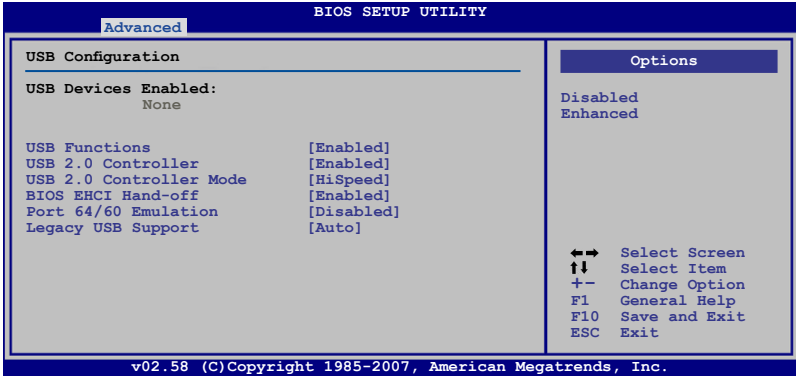 BIOS SETUP UTILITY
Advanced
USB Configuration
USB Devices Enabled:
None
USB Functions [Enabled]
USB 2.0 Controller [Enabled]
USB 2.0 Controller Mode [HiSpeed]
BIOS EHCI Hand-off [Enabled]
Port 64/60 Emulation [Disabled]
Legacy USB Support [Auto]
Options
Disabled
Enhanced
←→ Select Screen
↑↓ Select Item
+- Change Option
F1 General Help
F10 Save and Exit
ESC Exit
v02.58 (C)Copyright 1985-2007, American Megatrends, Inc.